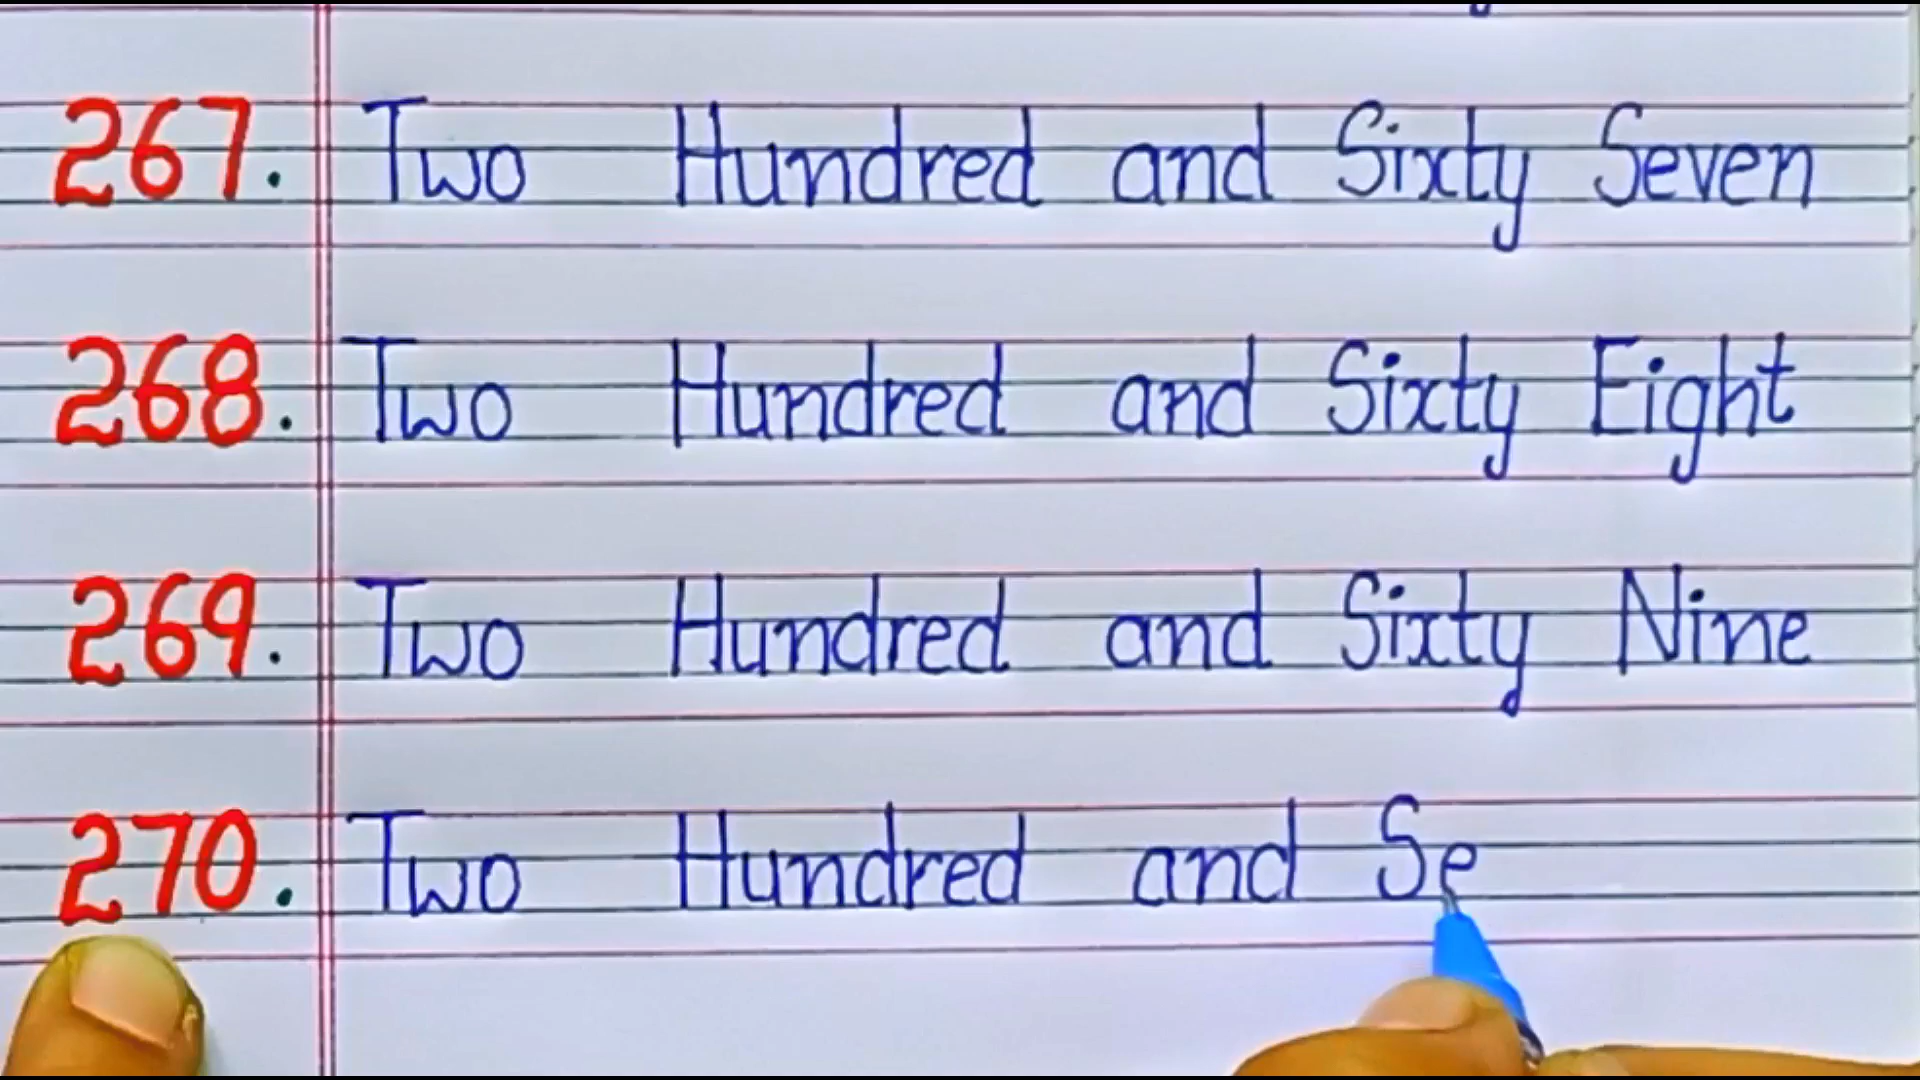 267. Two Hundred and Sixty Seven
268. Two Hundred and Sixty Eight
269. Two Hundred and Sixty Nine
270. Two Hundred and Se